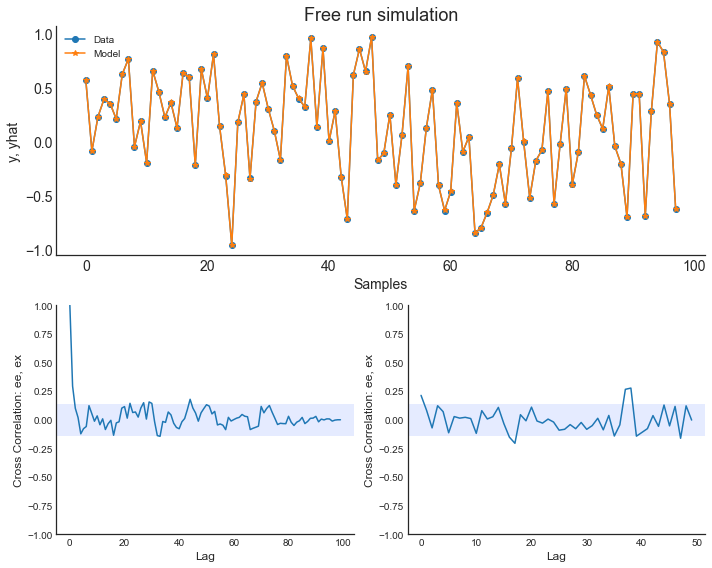 Free run simulation
Data
Model
1.0
0.5
0.0
−0.5
−1.0
y, yhat
0 20 40 60 80 100
Samples
1.00
0.75
0.50
0.25
0.00
−0.25
−0.50
−0.75
−1.00
Cross Correlation: ee, ex
0 20 40 60 80 100
Lag
1.00
0.75
0.50
0.25
0.00
−0.25
−0.50
−0.75
−1.00
Cross Correlation: ee, ex
0 10 20 30 40 50
Lag